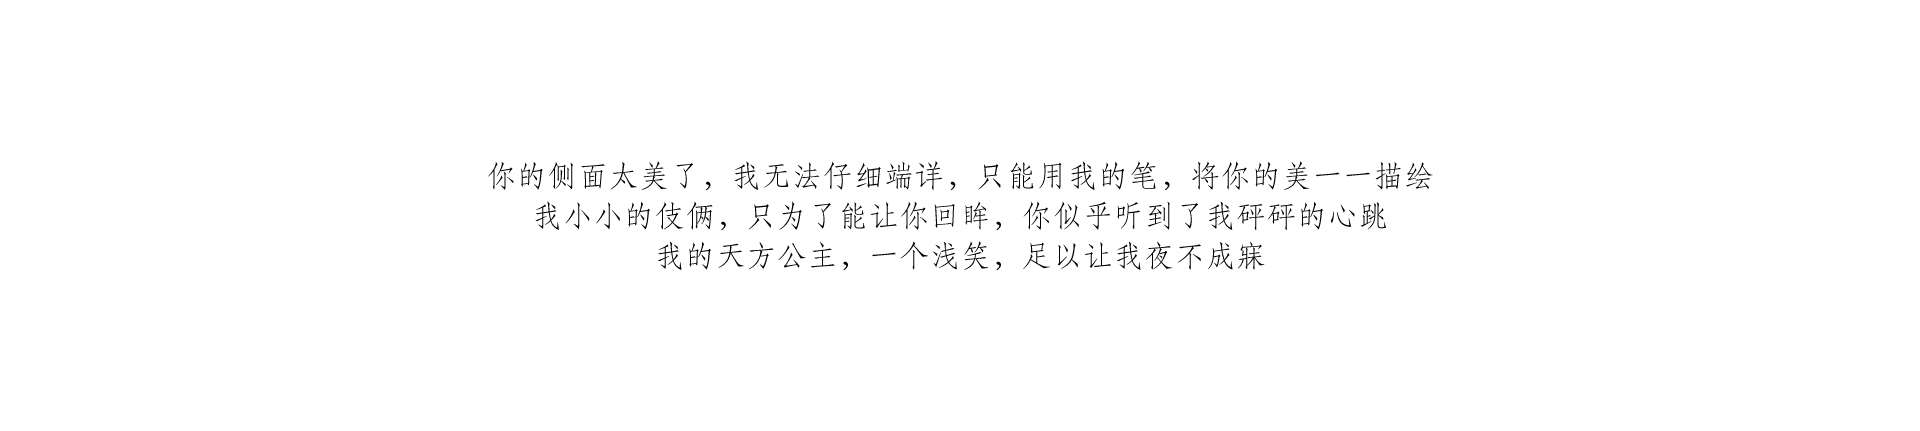 你的侧面太美了，我无法仔细端详，只能用我的笔，将你的美一一描绘
我小小的伎俩，只为了能让你回眸，你似乎听到了我砰砰的心跳
我的天方公主，一个浅笑，足以让我夜不成寐